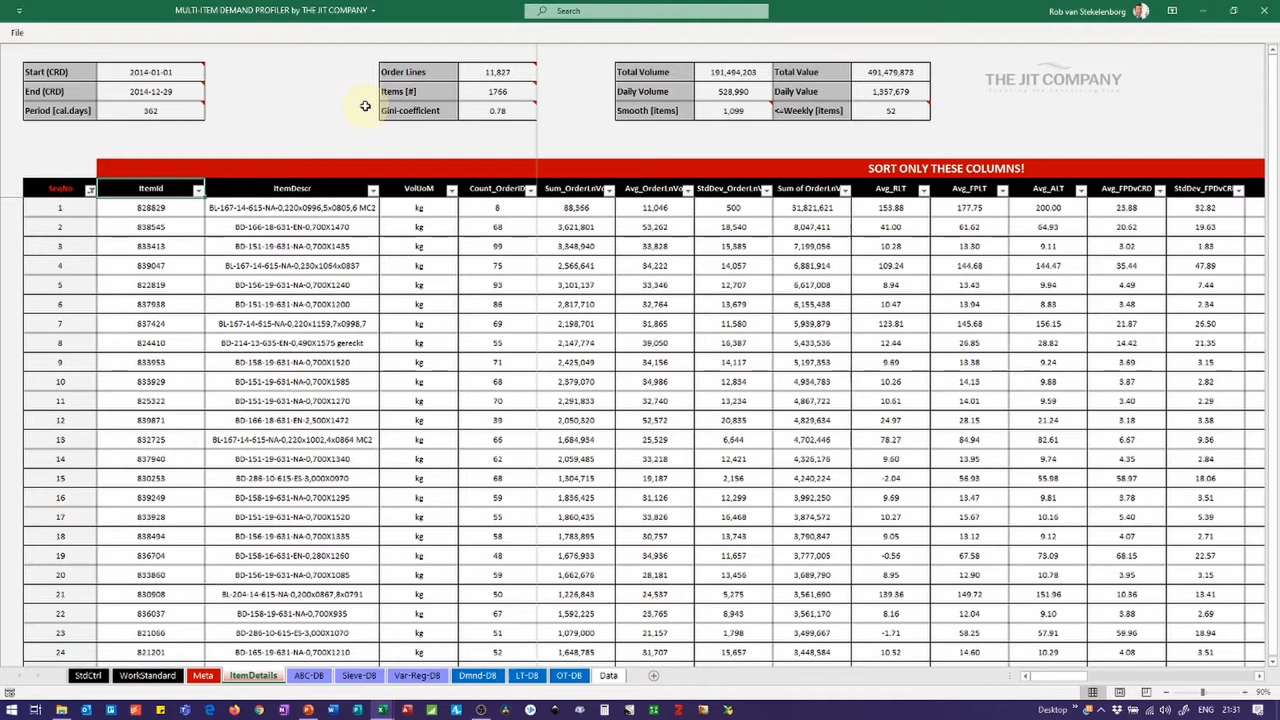 MULTI-ITEM DEMAND PROFILER by THE JIT COMPANY
Search
Rob van Stekelenborg
File
Start (CRD) 2014-01-01 Order Lines 11,827 Total Volume 191,494,203 Total Value 491,479,873
End (CRD) 2014-12-29 Items [#] 1766 Daily Volume 528,990 Daily Value 1,357,679
Period [cal.days] 362 Gini-coefficient 0.78 Smooth [items] 1,099 <=Weekly [items] 52
THE JIT COMPANY
SORT ONLY THESE COLUMNS!
SeqNo ItemId ItemDescr VolUoM Count_OrderID Sum_OrderLnVo Avg_OrderLnVo StdDev_OrderLnV Sum of OrderLnV Avg_RLT Avg_FPLT Avg_ALT Avg_FPDvCRD StdDev_FPDvCRD
1 828829 BL-167-14-615-NA-0,220x0996,5x0805,6 MC2 kg 8 88,366 11,046 500 31,821,621 153.88 177.75 200.00 23.88 32.82
2 838545 BD-166-18-631-EN-0,700X1470 kg 68 3,621,801 53,262 18,540 8,047,411 41.00 61.62 64.93 20.62 19.63
3 833413 BD-151-19-631-NA-0,700X1435 kg 99 3,348,940 33,828 15,385 7,199,056 10.28 13.30 9.11 3.02 1.83
4 839047 BL-167-14-615-NA-0,230x1064x0837 kg 75 2,566,641 34,222 14,057 6,881,914 109.24 144.68 144.47 35.44 47.89
5 822819 BD-156-19-631-NA-0,700X1240 kg 93 3,101,137 33,346 12,707 6,617,008 8.94 13.43 9.94 4.49 7.44
6 837938 BD-151-19-631-NA-0,700X1200 kg 86 2,817,710 32,764 13,679 6,155,438 10.47 13.94 8.83 3.48 2.34
7 837424 BL-167-14-615-NA-0,220x1159,7x0998,7 kg 69 2,198,701 31,865 11,580 5,939,879 123.81 145.68 156.15 21.87 26.50
8 824410 BD-214-13-635-EN-0,490X1575 gereckt kg 55 2,147,774 39,050 16,387 5,433,536 12.44 26.85 28.82 14.42 21.35
9 833953 BD-158-19-631-NA-0,700X1520 kg 71 2,425,049 34,156 14,117 5,197,353 9.69 13.38 9.24 3.69 3.15
10 833929 BD-151-19-631-NA-0,700X1585 kg 68 2,379,070 34,986 12,834 4,934,783 10.26 14.13 9.88 3.87 2.82
11 825322 BD-151-19-631-NA-0,700X1310 kg 70 2,291,833 32,740 13,234 4,867,722 10.61 14.01 9.59 3.40 2.29
12 839871 BD-166-18-631-EN-2,500X1472 kg 39 2,050,320 52,572 20,835 4,829,634 24.97 28.15 21.24 3.18 3.38
13 832725 BL-167-14-615-NA-0,220x1002,4x0864 MC2 kg 66 1,684,934 25,529 6,644 4,702,446 78.27 84.94 82.61 6.67 9.36
14 837940 BD-151-19-631-NA-0,700X1340 kg 62 2,059,485 33,218 12,421 4,326,176 9.60 13.95 9.74 4.35 2.84
15 830253 BD-286-10-615-ES-3,000X0970 kg 68 1,304,715 19,187 2,156 4,240,224 -2.04 56.93 55.98 58.97 18.06
16 839249 BD-158-19-631-NA-0,700X1295 kg 59 1,836,425 31,126 12,299 3,992,250 9.69 13.47 9.81 3.78 3.51
17 833928 BD-151-19-631-NA-0,700X1520 kg 55 1,860,435 33,826 16,468 3,874,572 10.27 15.67 10.16 5.40 5.39
18 838494 BD-156-19-631-NA-0,700X1335 kg 58 1,783,895 30,757 13,743 3,790,847 9.05 13.12 9.10 4.07 2.71
19 836704 BD-158-16-631-EN-0,280X1260 kg 48 1,676,933 34,936 11,657 3,777,005 -0.56 67.58 73.09 68.15 22.57
20 833860 BD-156-19-631-NA-0,700X1085 kg 59 1,662,676 28,181 13,456 3,689,790 8.95 12.90 10.78 3.95 3.15
21 830908 BL-204-14-615-NA-0,200x0867,8x0791 kg 50 1,226,843 24,537 5,275 3,561,690 139.36 149.72 151.96 10.36 13.41
22 836037 BD-158-19-631-NA-0,700X935 kg 67 1,592,225 23,765 8,943 3,561,170 8.16 12.04 9.10 3.88 2.69
23 821066 BD-286-10-615-ES-3,000X1070 kg 51 1,079,000 21,157 1,798 3,499,667 -1.71 58.25 57.91 59.96 18.94
24 821201 BD-165-19-631-NA-0,700X1210 kg 52 1,648,785 31,707 15,657 3,448,584 10.52 14.60 10.29 4.08 3.15
StdCtrl WorkStandard Meta ItemDetails ABC-DB Sieve-DB Var-Reg-DB Dmnd-DB LT-DB OT-DB Data
90%
Desktop ENG 21:31